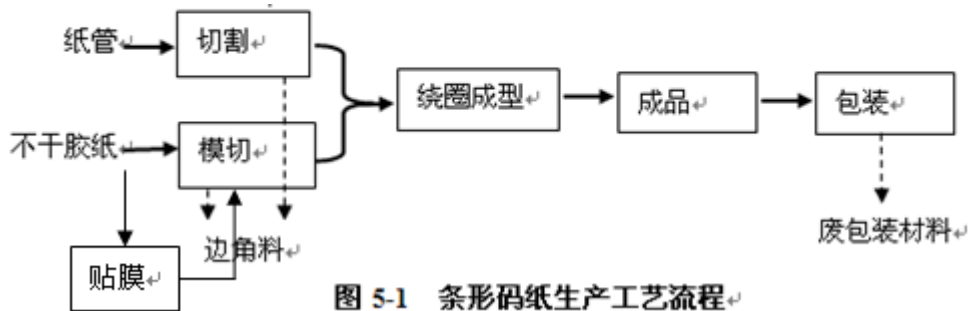 纸管
切割
绕圈成型
成品
包装
不干胶纸
模切
边角料
废包装材料
贴膜
图 5-1 条形码纸生产工艺流程